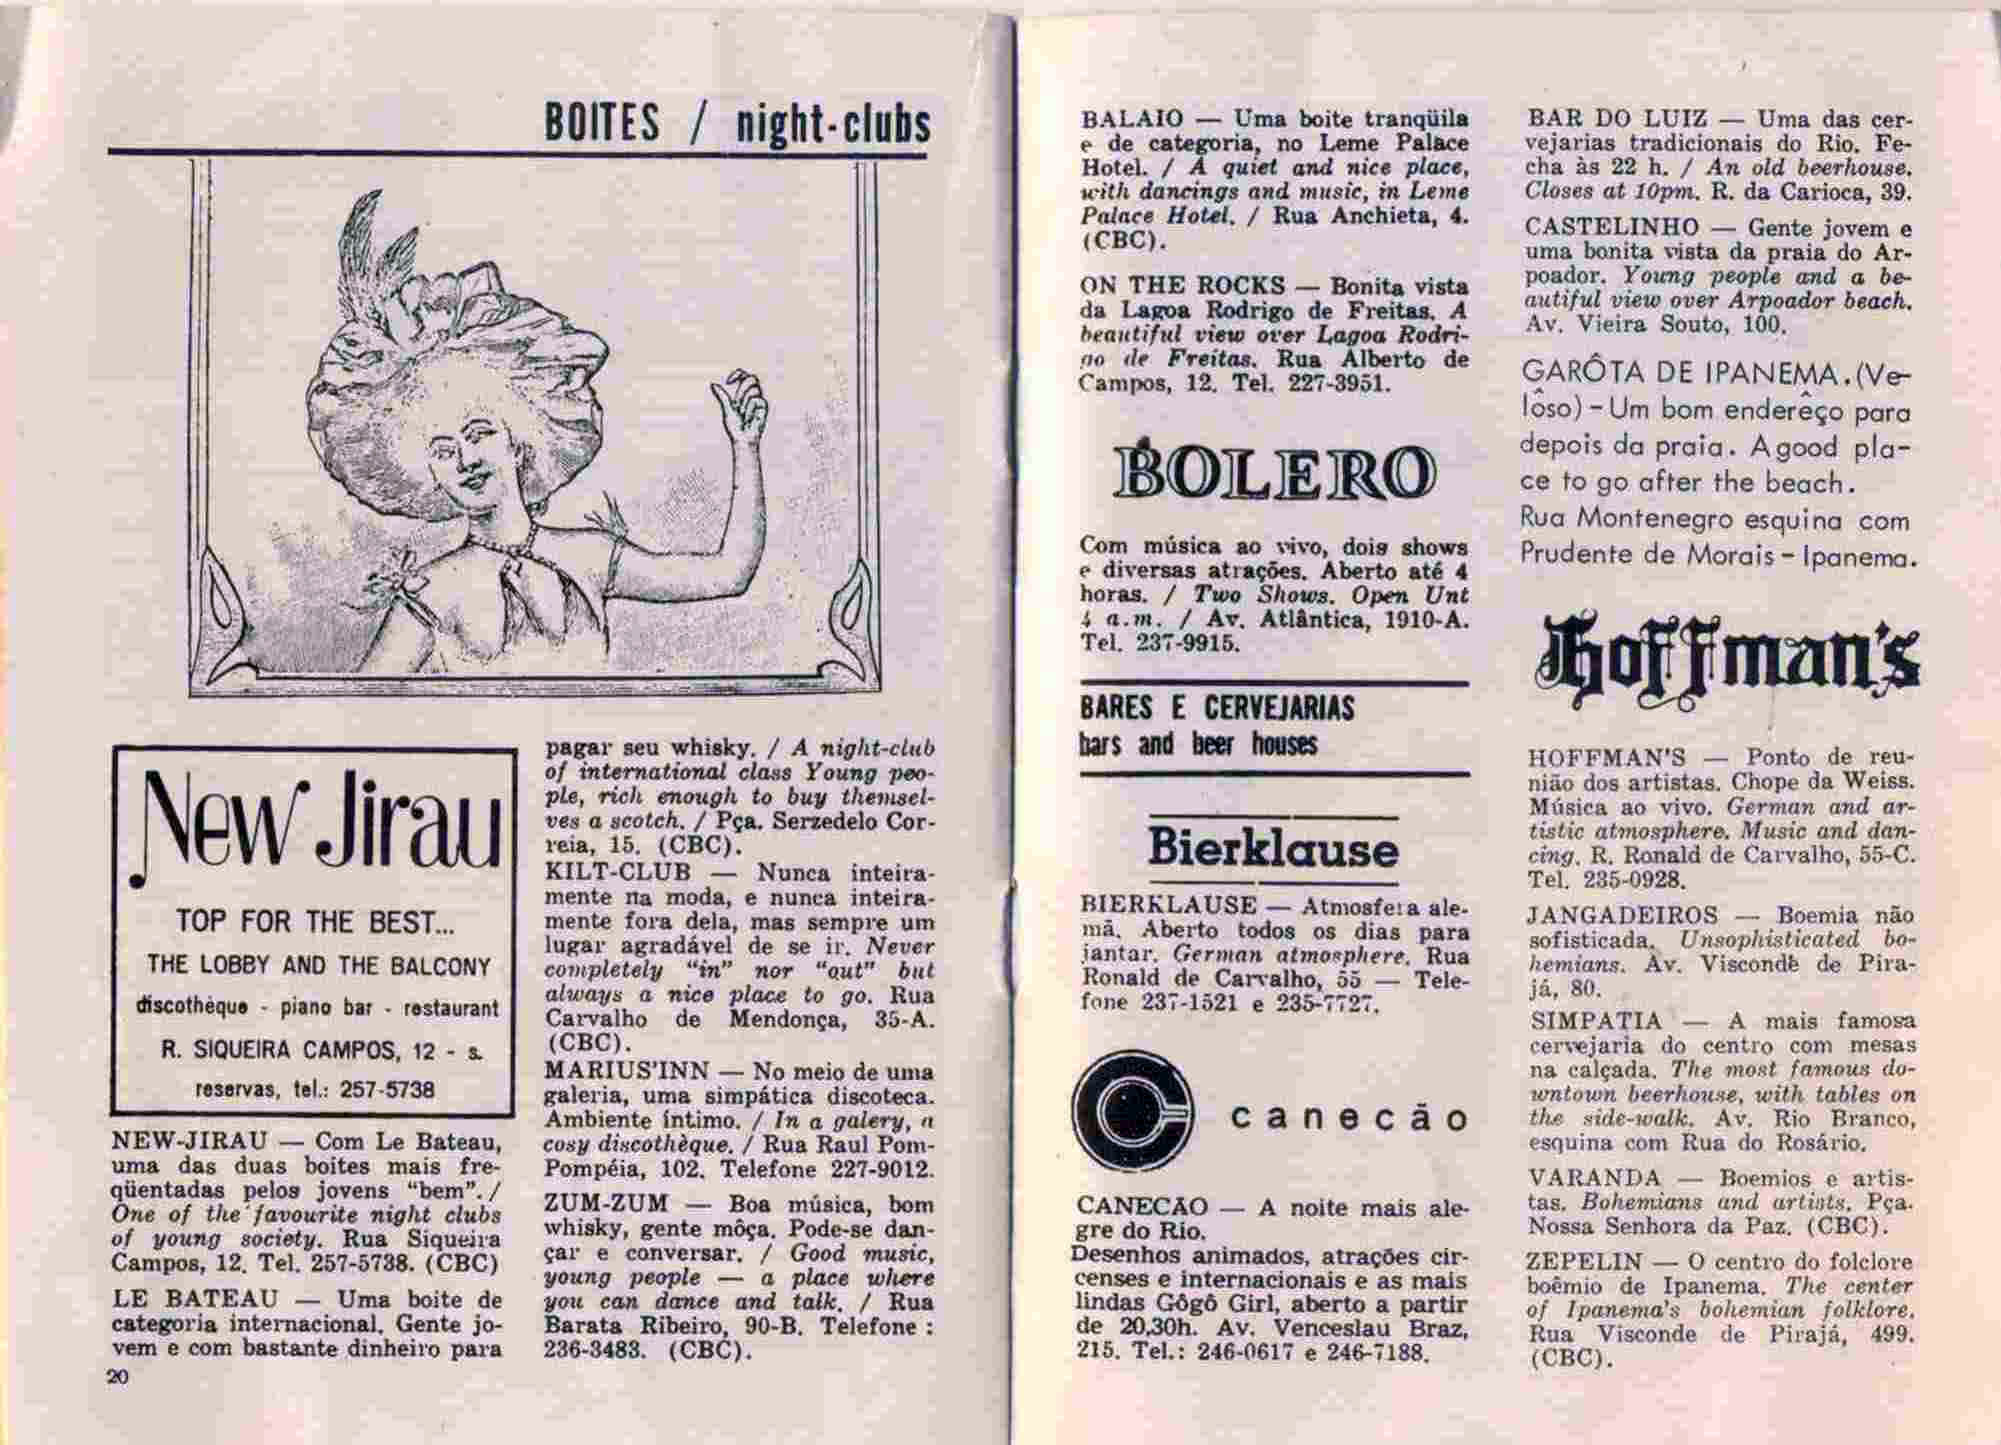 BOITES / night-clubs
New Jirau
TOP FOR THE BEST...
THE LOBBY AND THE BALCONY
discothèque - piano bar - restaurant
R. SIQUEIRA CAMPOS, 12 - s.
reservas, tel.: 257-5738
NEW-JIRAU — Com Le Bateau,
uma das duas boites mais fre-
qüentadas pelos jovens “bem”. /
One of the favourite night clubs
of young society. Rua Siqueira
Campos, 12. Tel. 257-5738. (CBC)
LE BATEAU — Uma boite de
categoria internacional. Gente jo-
vem e com bastante dinheiro para
20
pagar seu whisky. / A night-club
of international class Young peo-
ple, rich enough to buy themsel-
ves a scotch. / Pça. Serzedelo Cor-
reia, 15. (CBC).
KILT-CLUB — Nunca inteira-
mente na moda, e nunca inteira-
mente fora dela, mas sempre um
lugar agradável de se ir. Never
completely “in” nor “out” but
always a nice place to go. Rua
Carvalho de Mendonça, 35-A.
(CBC).
MARIUS'INN — No meio de uma
galeria, uma simpática discoteca.
Ambiente íntimo. / In a galery, a
cosy discothèque. / Rua Raul Pom-
Pompéia, 102. Telefone 227-9012.
ZUM-ZUM — Boa música, bom
whisky, gente môça. Pode-se dan-
çar e conversar. / Good music,
young people — a place where
you can dance and talk. / Rua
Barata Ribeiro, 90-B. Telefone :
236-3483. (CBC).
BALAIO — Uma boite tranqüila
e de categoria, no Leme Palace
Hotel. / A quiet and nice place,
with dancings and music, in Leme
Palace Hotel. / Rua Anchieta, 4.
(CBC).
ON THE ROCKS — Bonita vista
da Lagoa Rodrigo de Freitas. A
beautiful view over Lagoa Rodri-
go de Freitas. Rua Alberto de
Campos, 12. Tel. 227-3951.
BOLERO
Com música ao vivo, dois shows
e diversas atrações. Aberto até 4
horas. / Two Shows. Open Unt
4 a.m. / Av. Atlântica, 1910-A.
Tel. 237-9915.
BARES E CERVEJARIAS
bars and beer houses
Bierklause
BIERKLAUSE — Atmosfera ale-
mã. Aberto todos os dias para
jantar. German atmosphere. Rua
Ronald de Carvalho, 55 — Tele-
fone 237-1521 e 235-7727.
canecão
CANECÃO — A noite mais ale-
gre do Rio.
Desenhos animados, atrações cir-
censes e internacionais e as mais
lindas Gôgô Girl, aberto a partir
de 20,30h. Av. Venceslau Braz,
215. Tel.: 246-0617 e 246-7188.
BAR DO LUIZ — Uma das cer-
vejarias tradicionais do Rio. Fe-
cha às 22 h. / An old beerhouse.
Closes at 10pm. R. da Carioca, 39.
CASTELINHO — Gente jovem e
uma bonita vista da praia do Ar-
poador. Young people and a be-
autiful view over Arpoador beach.
Av. Vieira Souto, 100.
GARÔTA DE IPANEMA. (Ve-
lôso) - Um bom enderêço para
depois da praia. A good pla-
ce to go after the beach.
Rua Montenegro esquina com
Prudente de Morais - Ipanema.
Hoffman's
HOFFMAN'S — Ponto de reu-
nião dos artistas. Chope da Weiss.
Música ao vivo. German and ar-
tistic atmosphere. Music and dan-
cing. R. Ronald de Carvalho, 55-C.
Tel. 235-0928.
JANGADEIROS — Boemia não
sofisticada. Unsophisticated bo-
hemians. Av. Visconde de Pira-
já, 80.
SIMPATIA — A mais famosa
cervejaria do centro com mesas
na calçada. The most famous do-
wntown beerhouse, with tables on
the side-walk. Av. Rio Branco,
esquina com Rua do Rosário.
VARANDA — Boemios e artis-
tas. Bohemians and artists. Pça.
Nossa Senhora da Paz. (CBC).
ZEPELIN — O centro do folclore
boêmio de Ipanema. The center
of Ipanema's bohemian folklore.
Rua Visconde de Pirajá, 499.
(CBC).